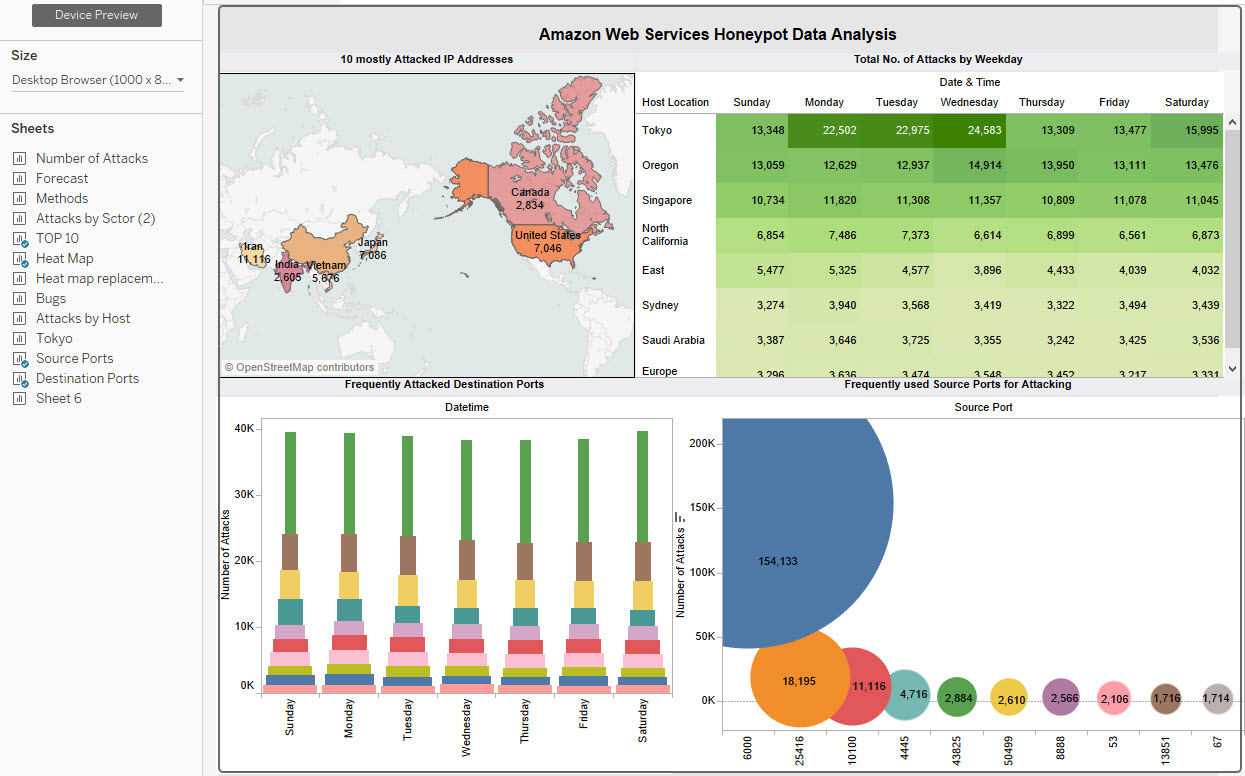 Device Preview
Size
Desktop Browser (1000 x 8...
Sheets
Number of Attacks
Forecast
Methods
Attacks by Sctor (2)
TOP 10
Heat Map
Heat map replacem...
Bugs
Attacks by Host
Tokyo
Source Ports
Destination Ports
Sheet 6
Amazon Web Services Honeypot Data Analysis
10 mostly Attacked IP Addresses
Canada
2,834
United States
7,046
Iran
11,116
India
2,605
Vietnam
5,676
Japan
7,086
© OpenStreetMap contributors
Total No. of Attacks by Weekday
Date & Time
Host Location Sunday Monday Tuesday Wednesday Thursday Friday Saturday
Tokyo 13,348 22,502 22,975 24,583 13,309 13,477 15,995
Oregon 13,059 12,629 12,937 14,914 13,950 13,111 13,476
Singapore 10,734 11,820 11,308 11,357 10,809 11,078 11,045
North
California 6,854 7,486 7,373 6,614 6,899 6,561 6,873
East 5,477 5,325 4,577 3,896 4,433 4,039 4,032
Sydney 3,274 3,940 3,568 3,419 3,322 3,494 3,439
Saudi Arabia 3,387 3,646 3,725 3,355 3,242 3,425 3,536
Europe 3,296 3,636 3,474 3,548 3,452 3,217 3,331
Frequently Attacked Destination Ports
Datetime
Number of Attacks
40K
30K
20K
10K
0K
Sunday
Monday
Tuesday
Wednesday
Thursday
Friday
Saturday
Frequently used Source Ports for Attacking
Source Port
Number of Attacks
200K
150K
100K
50K
0K
154,133
18,195
11,116
4,716
2,884
2,610
2,566
2,106
1,716
1,714
6000
25416
10100
4445
43825
50499
8888
53
13851
67